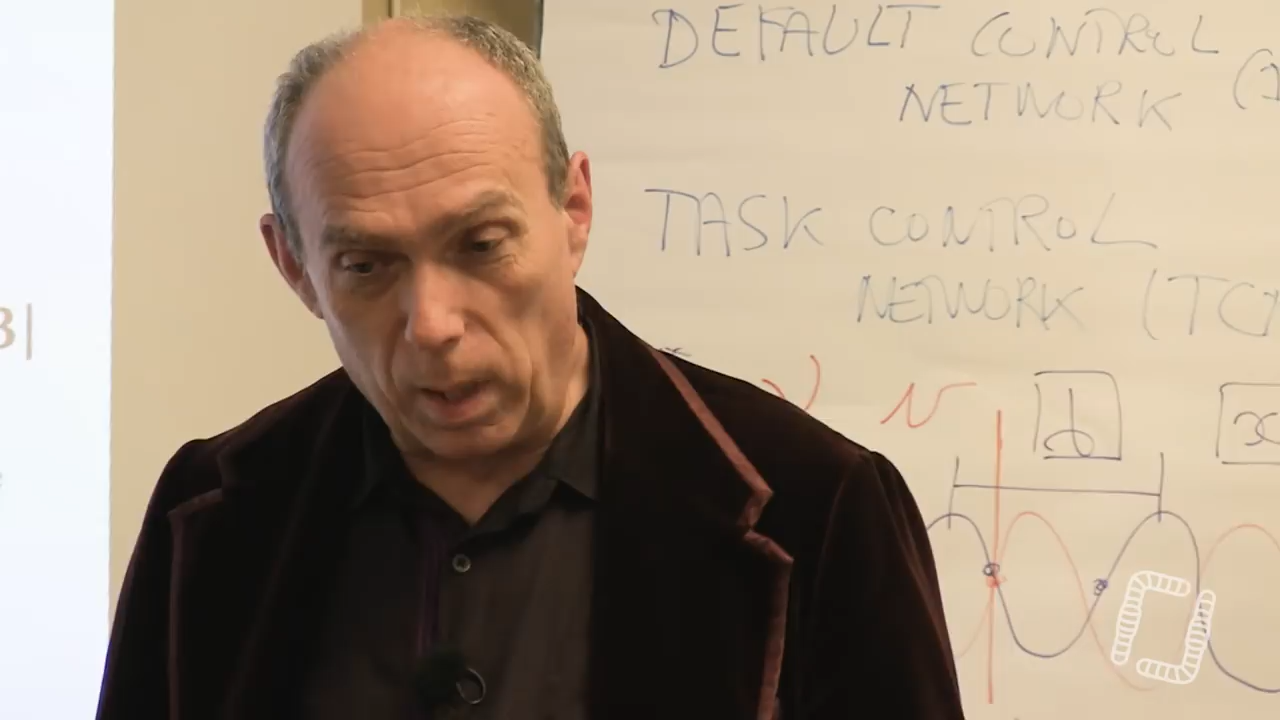 DEFAULT CONTROL
NETWORK (
TASK CONTROL
NETWORK (TC
B|